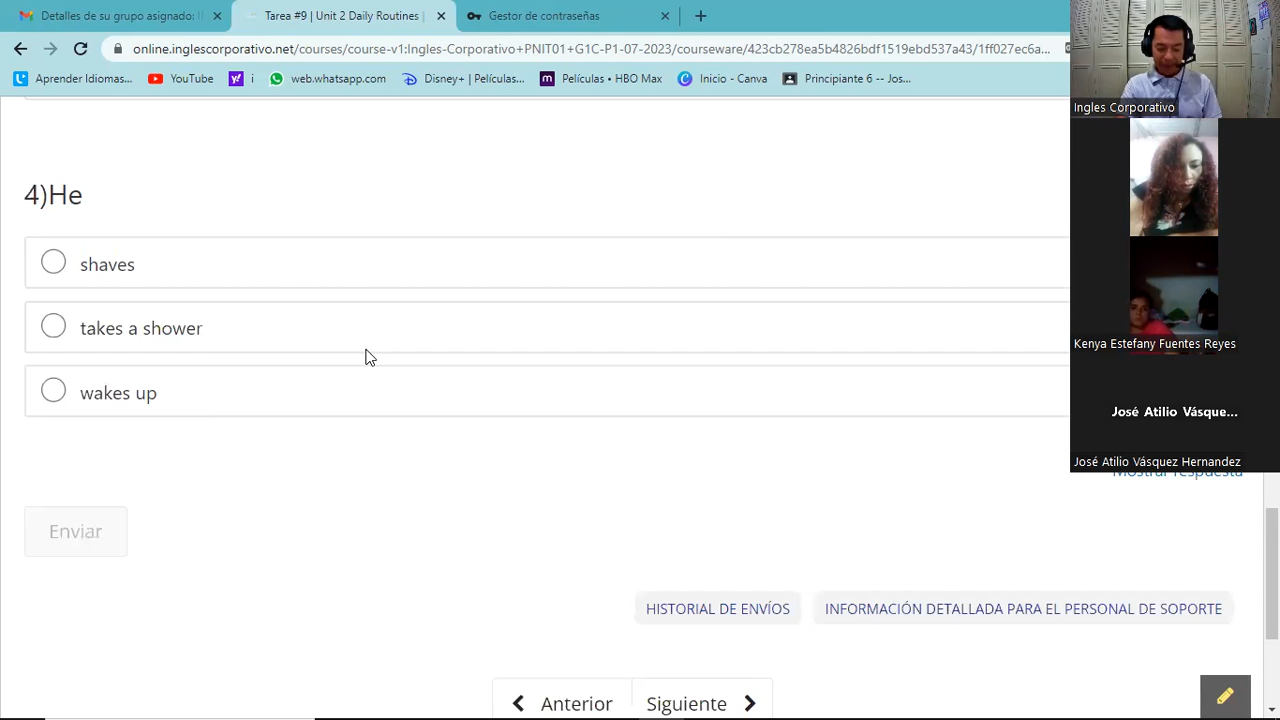 Detalles de su grupo asignado: I
Tarea #9 | Unit 2 Daily Routines |
Gestor de contraseñas
online.inglescorporativo.net/courses/course-v1:Ingles-Corporativo+PNIT01+G1C-P1-07-2023/courseware/423cb278ea5b4826bdf1519ebd537a43/1ff027ec6a...
Aprender Idiomas...
YouTube
i
web.whatsapp.com
Disney+ | Películas...
Películas • HBO Max
Inicio - Canva
Principiante 6 -- Jos...
Ingles Corporativo
4)He
shaves
takes a shower
wakes up
Kenya Estefany Fuentes Reyes
José Atilio Vásque...
José Atilio Vásquez Hernandez
Mostrar respuesta
Enviar
HISTORIAL DE ENVÍOS
INFORMACIÓN DETALLADA PARA EL PERSONAL DE SOPORTE
Anterior
Siguiente